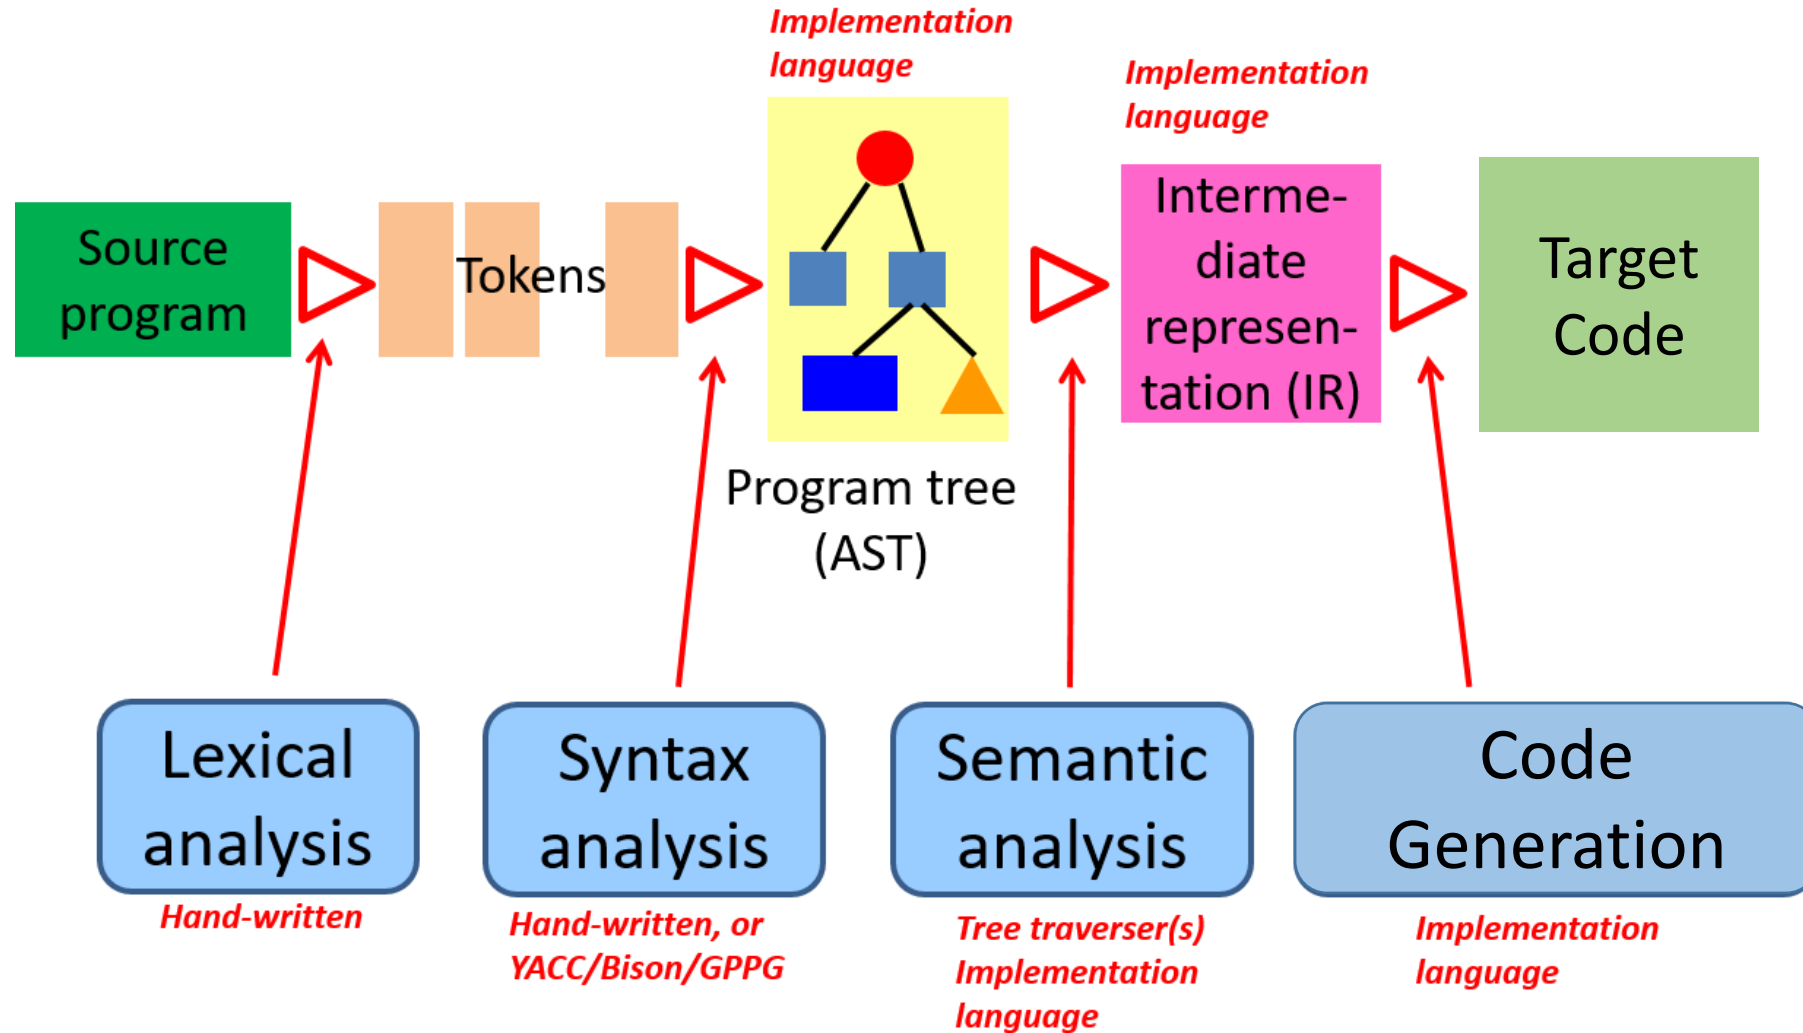 Implementation
language
Implementation
language
Source
program
Tokens
Interme-
diate
represen-
tation (IR)
Target
Code
Program tree
(AST)
Lexical
analysis
Syntax
analysis
Semantic
analysis
Code
Generation
Hand-written
Hand-written, or
YACC/Bison/GPPG
Tree traverser(s)
Implementation
language
Implementation
language